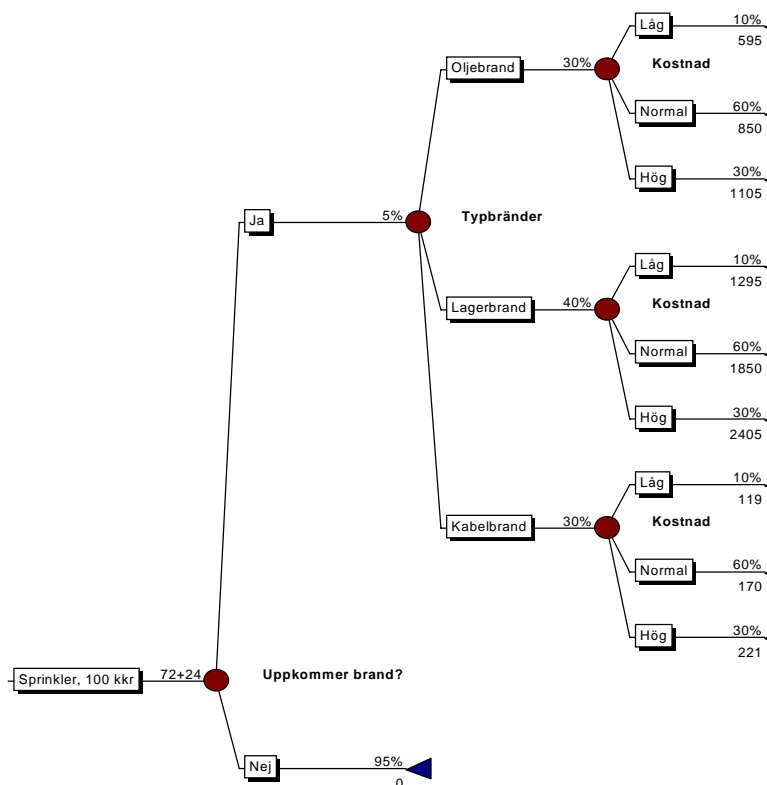 Låg
10%
595
Oljebrand
30%
Kostnad
Normal
60%
850
Hög
30%
1105
Ja
5%
Typbränder
Låg
10%
1295
Lagerbrand
40%
Kostnad
Normal
60%
1850
Hög
30%
2405
Låg
10%
119
Kabelbrand
30%
Kostnad
Normal
60%
170
Hög
30%
221
Sprinkler, 100 kkr
72+24
Uppkommer brand?
Nej
95%
0